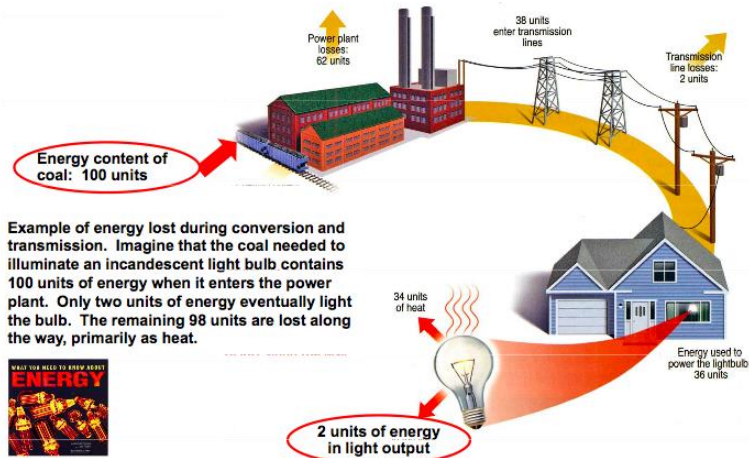 Power plant
losses:
62 units
38 units
enter transmission
lines
Transmission
line losses:
2 units
Energy content of
coal: 100 units
Example of energy lost during conversion and
transmission. Imagine that the coal needed to
illuminate an incandescent light bulb contains
100 units of energy when it enters the power
plant. Only two units of energy eventually light
the bulb. The remaining 98 units are lost along
the way, primarily as heat.
34 units
of heat
Energy used to
power the lightbulb
36 units
WHAT YOU NEED TO KNOW ABOUT
ENERGY
2 units of energy
in light output